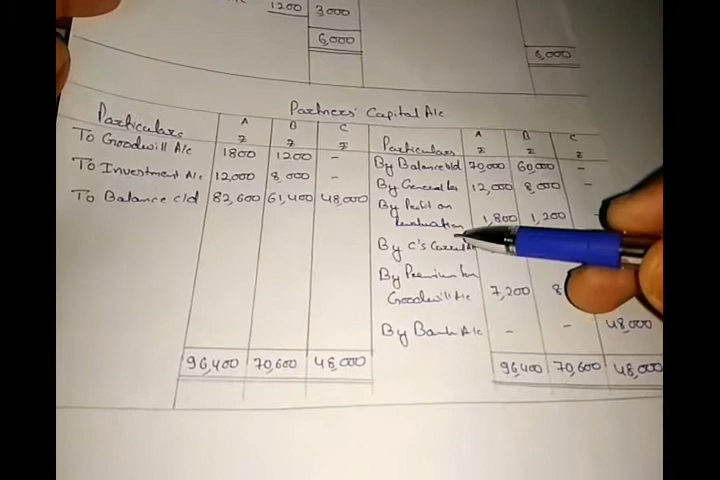 1200 3,000
6,000 6,000
Partners' Capital A/c
Particulars A B C Particulars A B C
₹ ₹ ₹ ₹ ₹ ₹
To Goodwill A/c 1800 1200 - By Balance b/d 70,000 60,000 -
To Investment A/c 12,000 8,000 - By General Res 12,000 8,000 -
To Balance c/d 82,600 61,400 48,000 By Profit on
Revaluation 1,800 1,200
By C's Current A
By Premium for
Goodwill A/c 7,200 8
By Bank A/c - - 48,000
96,400 70,600 48,000 96,400 70,600 48,000